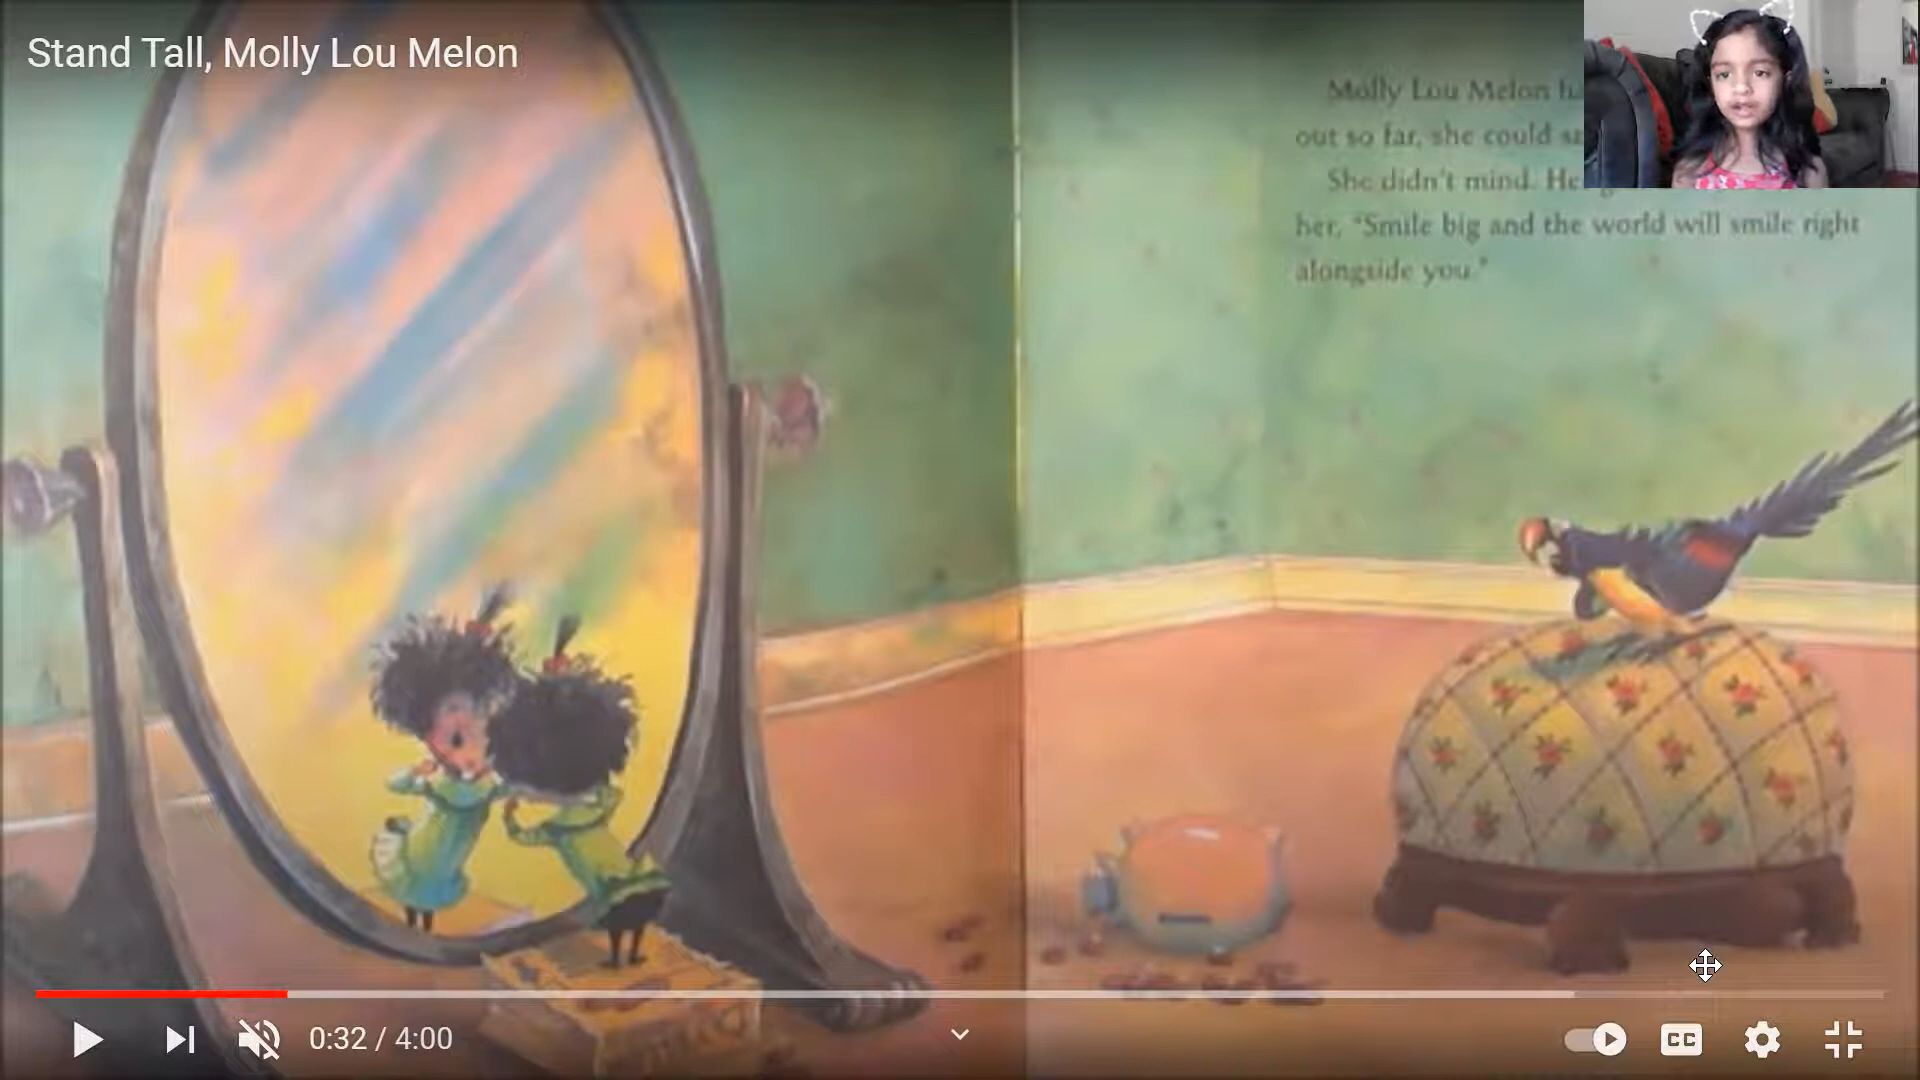 Stand Tall, Molly Lou Melon
Molly Lou Melon
out so far, she could
She didn't mind.
her, "Smile big and the world will smile right
alongside you."
0:32 / 4:00
CC